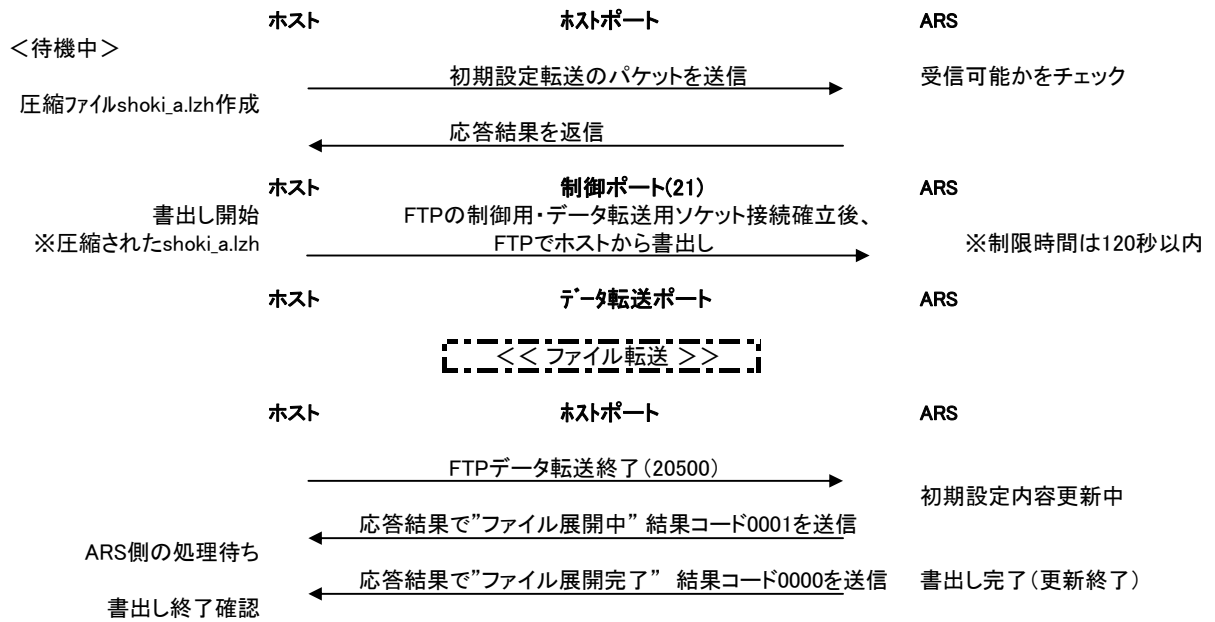 ホスト ホストポート ARS
<待機中>
初期設定転送のパケットを送信 受信可能かをチェック
圧縮ファイルshoki_a.lzh作成
応答結果を返信
ホスト 制御ポート(21) ARS
書出し開始 FTPの制御用・データ転送用ソケット接続確立後、
※圧縮されたshoki_a.lzh FTPでホストから書出し ※制限時間は120秒以内
ホスト データ転送ポート ARS
<< ファイル転送 >>
ホスト ホストポート ARS
FTPデータ転送終了(20500)
初期設定内容更新中
応答結果で”ファイル展開中” 結果コード0001を送信
ARS側の処理待ち
応答結果で”ファイル展開完了” 結果コード0000を送信 書出し完了(更新終了)
書出し終了確認